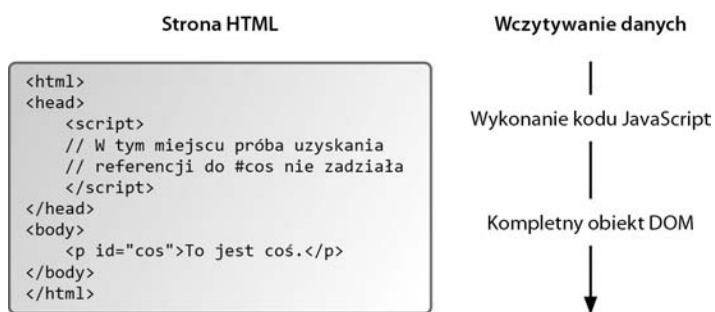 Strona HTML
<html>
<head>
<script>
// W tym miejscu próba uzyskania
// referencji do #cos nie zadziała
</script>
</head>
<body>
<p id="cos">To jest coś.</p>
</body>
</html>
Wczytywanie danych
Wykonanie kodu JavaScript
Kompletny obiekt DOM